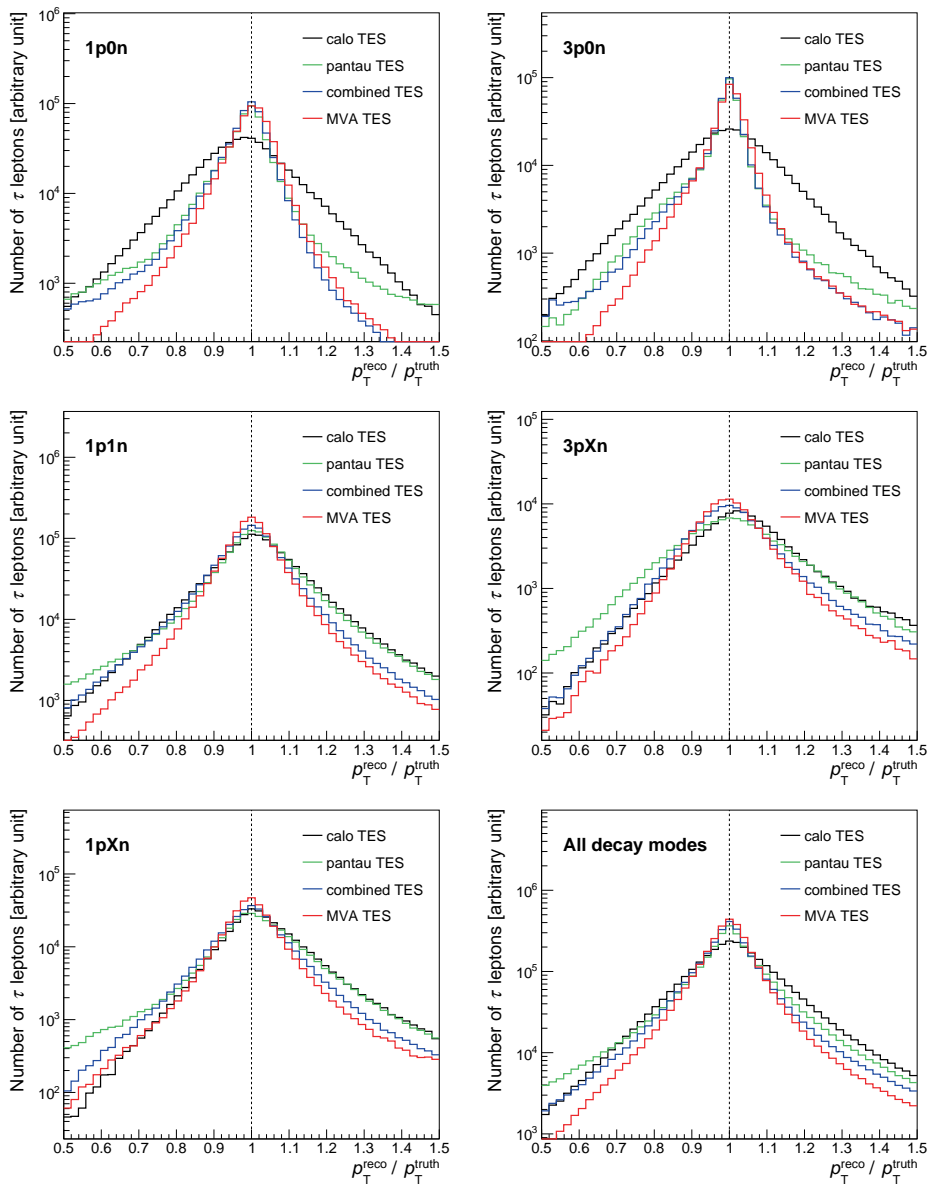 Number of τ leptons [arbitrary unit]
10^6
10^5
10^4
10^3
1p0n
calo TES
pantau TES
combined TES
MVA TES
0.5 0.6 0.7 0.8 0.9 1 1.1 1.2 1.3 1.4 1.5
p_T^reco / p_T^truth
Number of τ leptons [arbitrary unit]
10^5
10^4
10^3
10^2
3p0n
calo TES
pantau TES
combined TES
MVA TES
0.5 0.6 0.7 0.8 0.9 1 1.1 1.2 1.3 1.4 1.5
p_T^reco / p_T^truth
Number of τ leptons [arbitrary unit]
10^6
10^5
10^4
10^3
1p1n
calo TES
pantau TES
combined TES
MVA TES
0.5 0.6 0.7 0.8 0.9 1 1.1 1.2 1.3 1.4 1.5
p_T^reco / p_T^truth
Number of τ leptons [arbitrary unit]
10^5
10^4
10^3
10^2
3pXn
calo TES
pantau TES
combined TES
MVA TES
0.5 0.6 0.7 0.8 0.9 1 1.1 1.2 1.3 1.4 1.5
p_T^reco / p_T^truth
Number of τ leptons [arbitrary unit]
10^5
10^4
10^3
10^2
1pXn
calo TES
pantau TES
combined TES
MVA TES
0.5 0.6 0.7 0.8 0.9 1 1.1 1.2 1.3 1.4 1.5
p_T^reco / p_T^truth
Number of τ leptons [arbitrary unit]
10^6
10^5
10^4
10^3
All decay modes
calo TES
pantau TES
combined TES
MVA TES
0.5 0.6 0.7 0.8 0.9 1 1.1 1.2 1.3 1.4 1.5
p_T^reco / p_T^truth